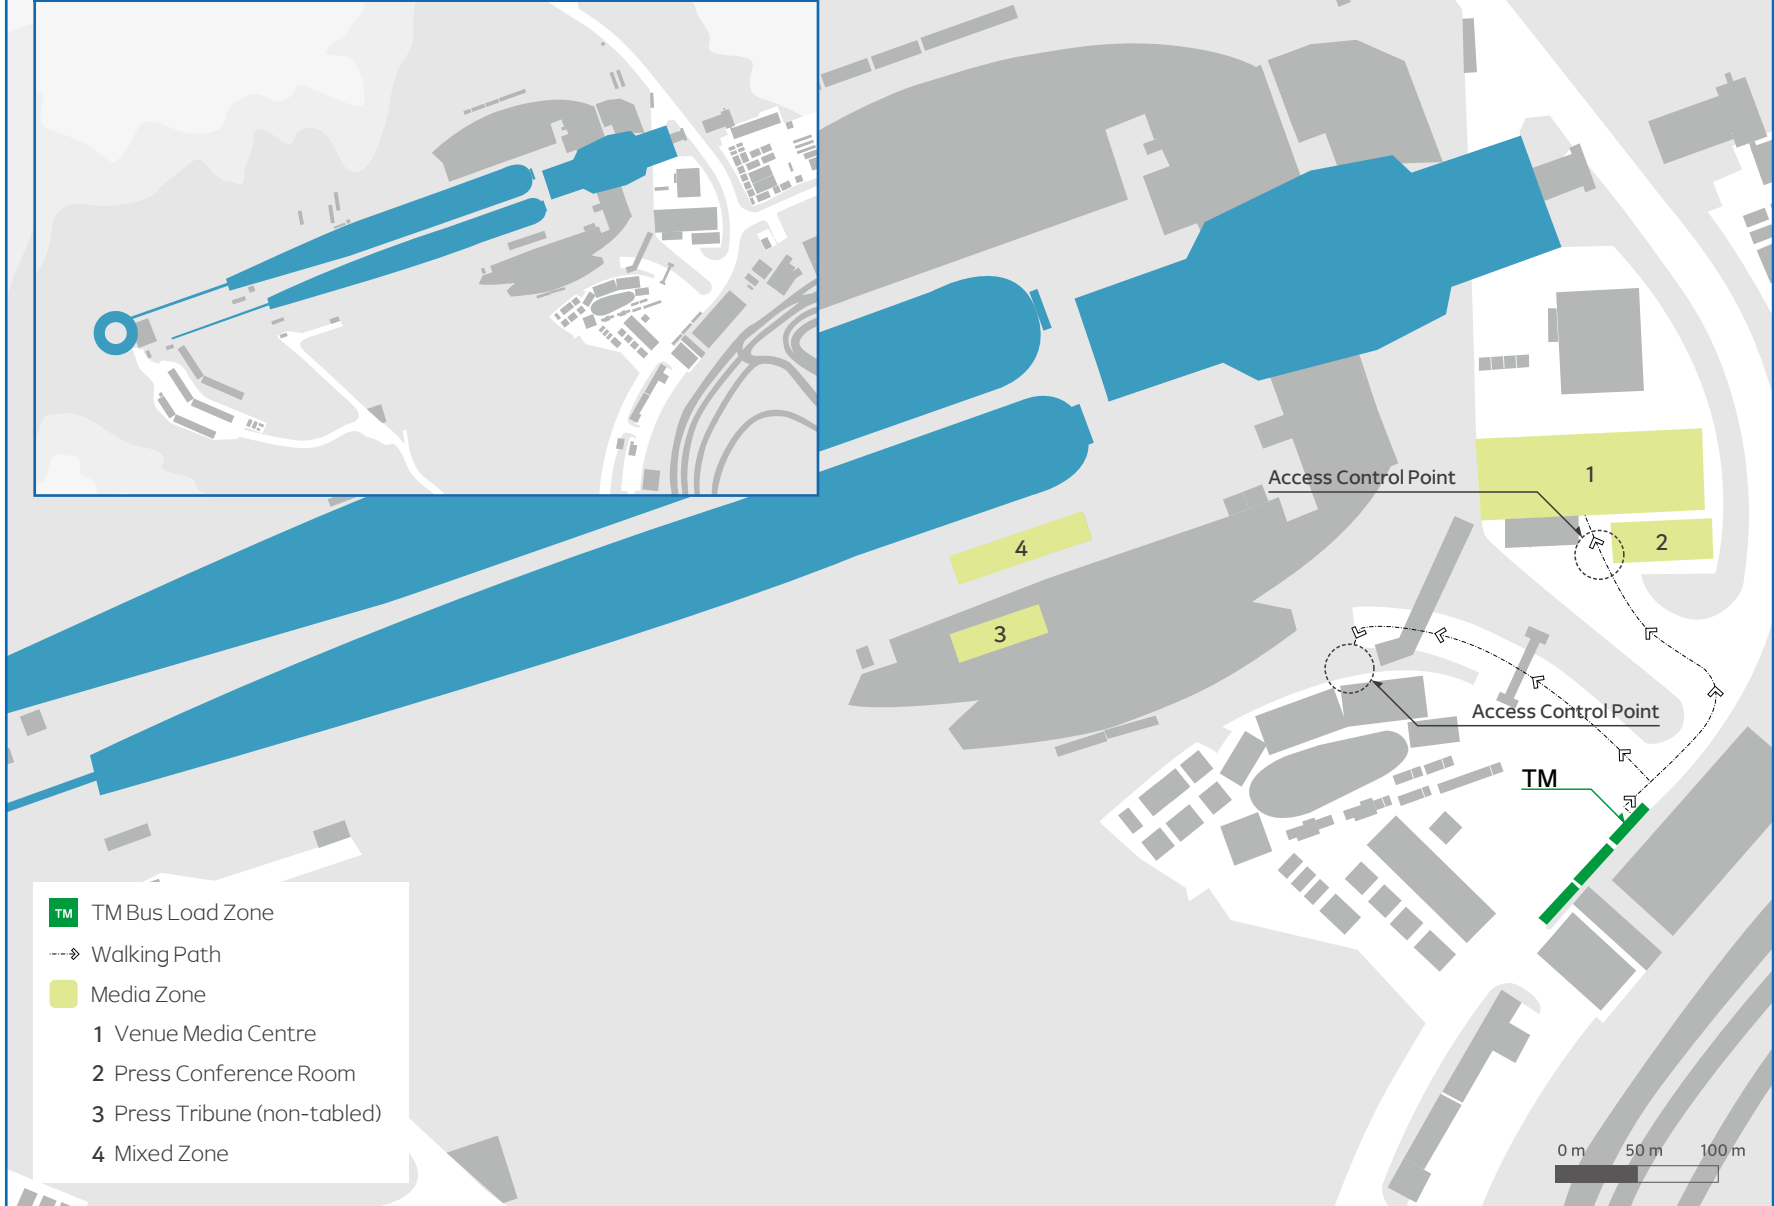 1
Access Control Point
2
4
3
Access Control Point
TM
TM TM Bus Load Zone
Walking Path
Media Zone
1 Venue Media Centre
2 Press Conference Room
3 Press Tribune (non-tabled)
4 Mixed Zone
0 m 50 m 100 m